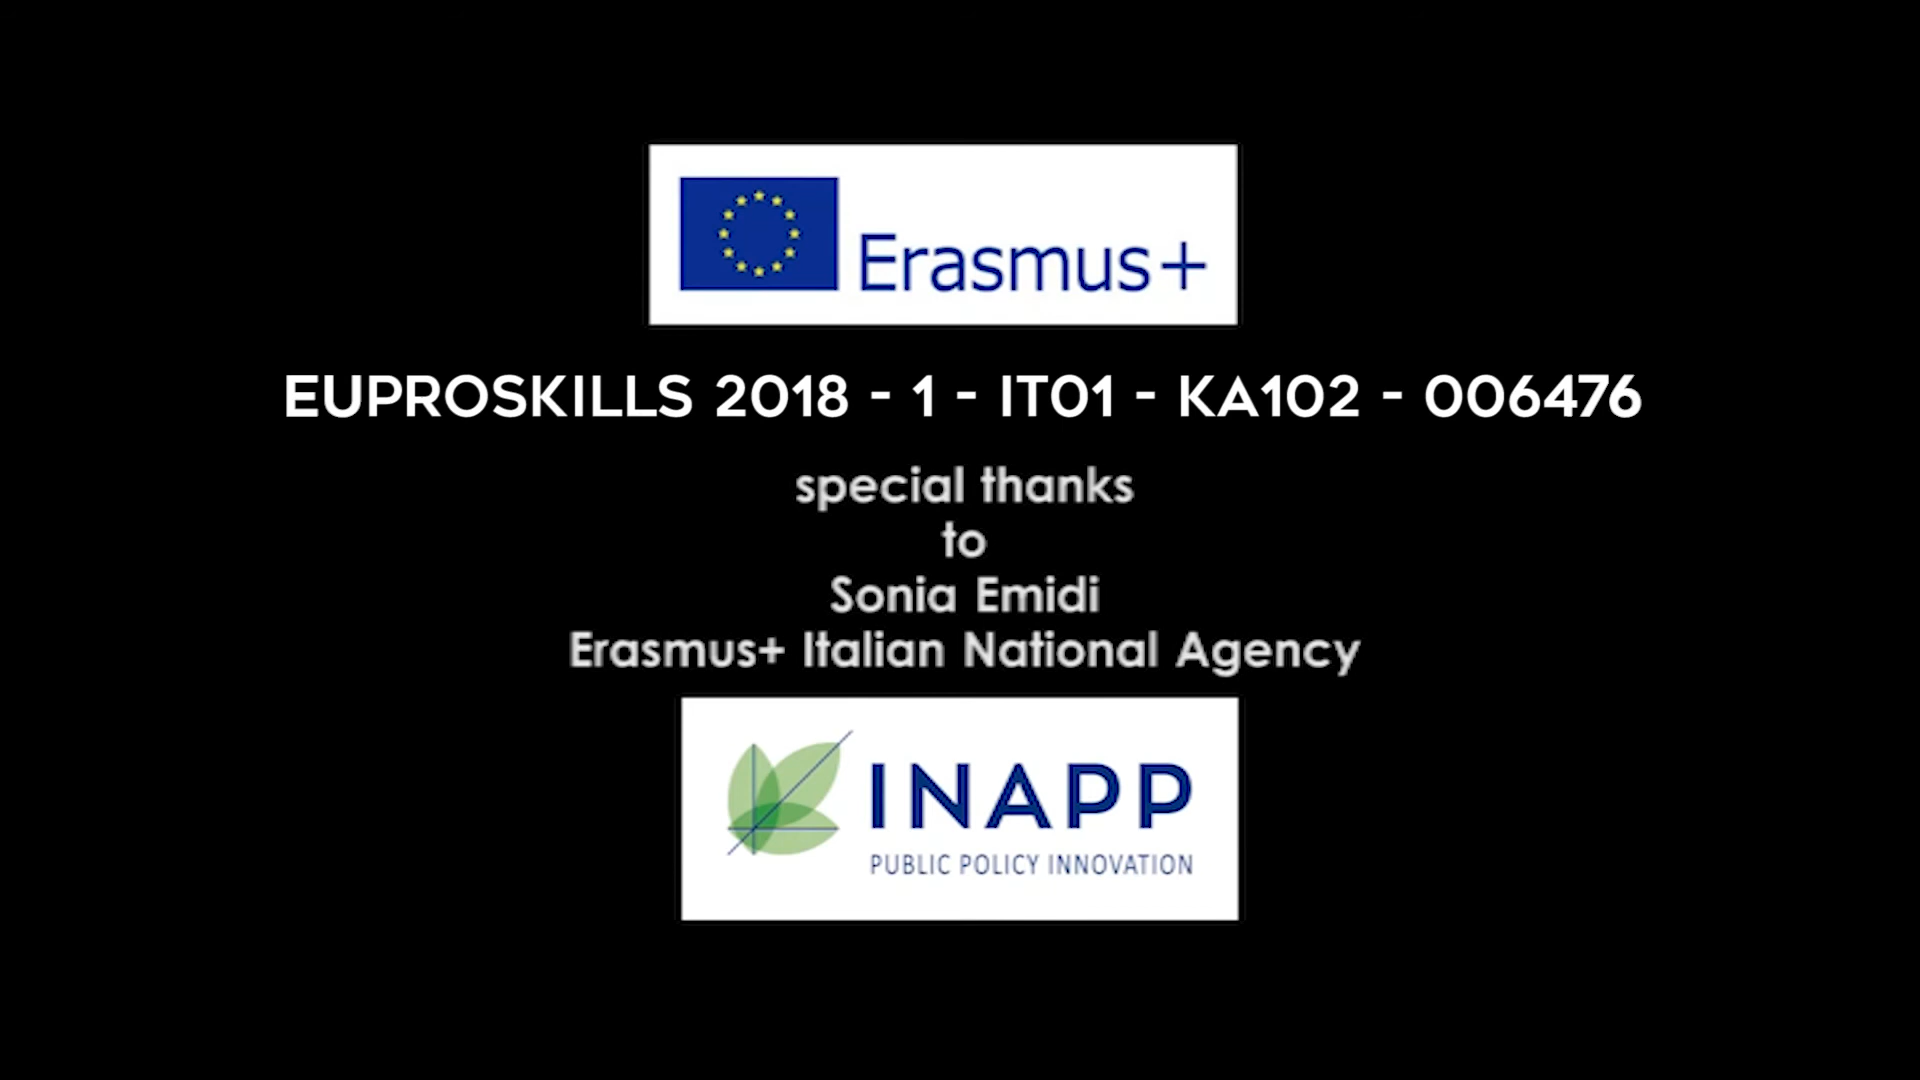 Erasmus+
EUPROSKILLS 2018 - 1 - IT01 - KA102 - 006476
special thanks
to
Sonia Emidi
Erasmus+ Italian National Agency
INAPP
PUBLIC POLICY INNOVATION